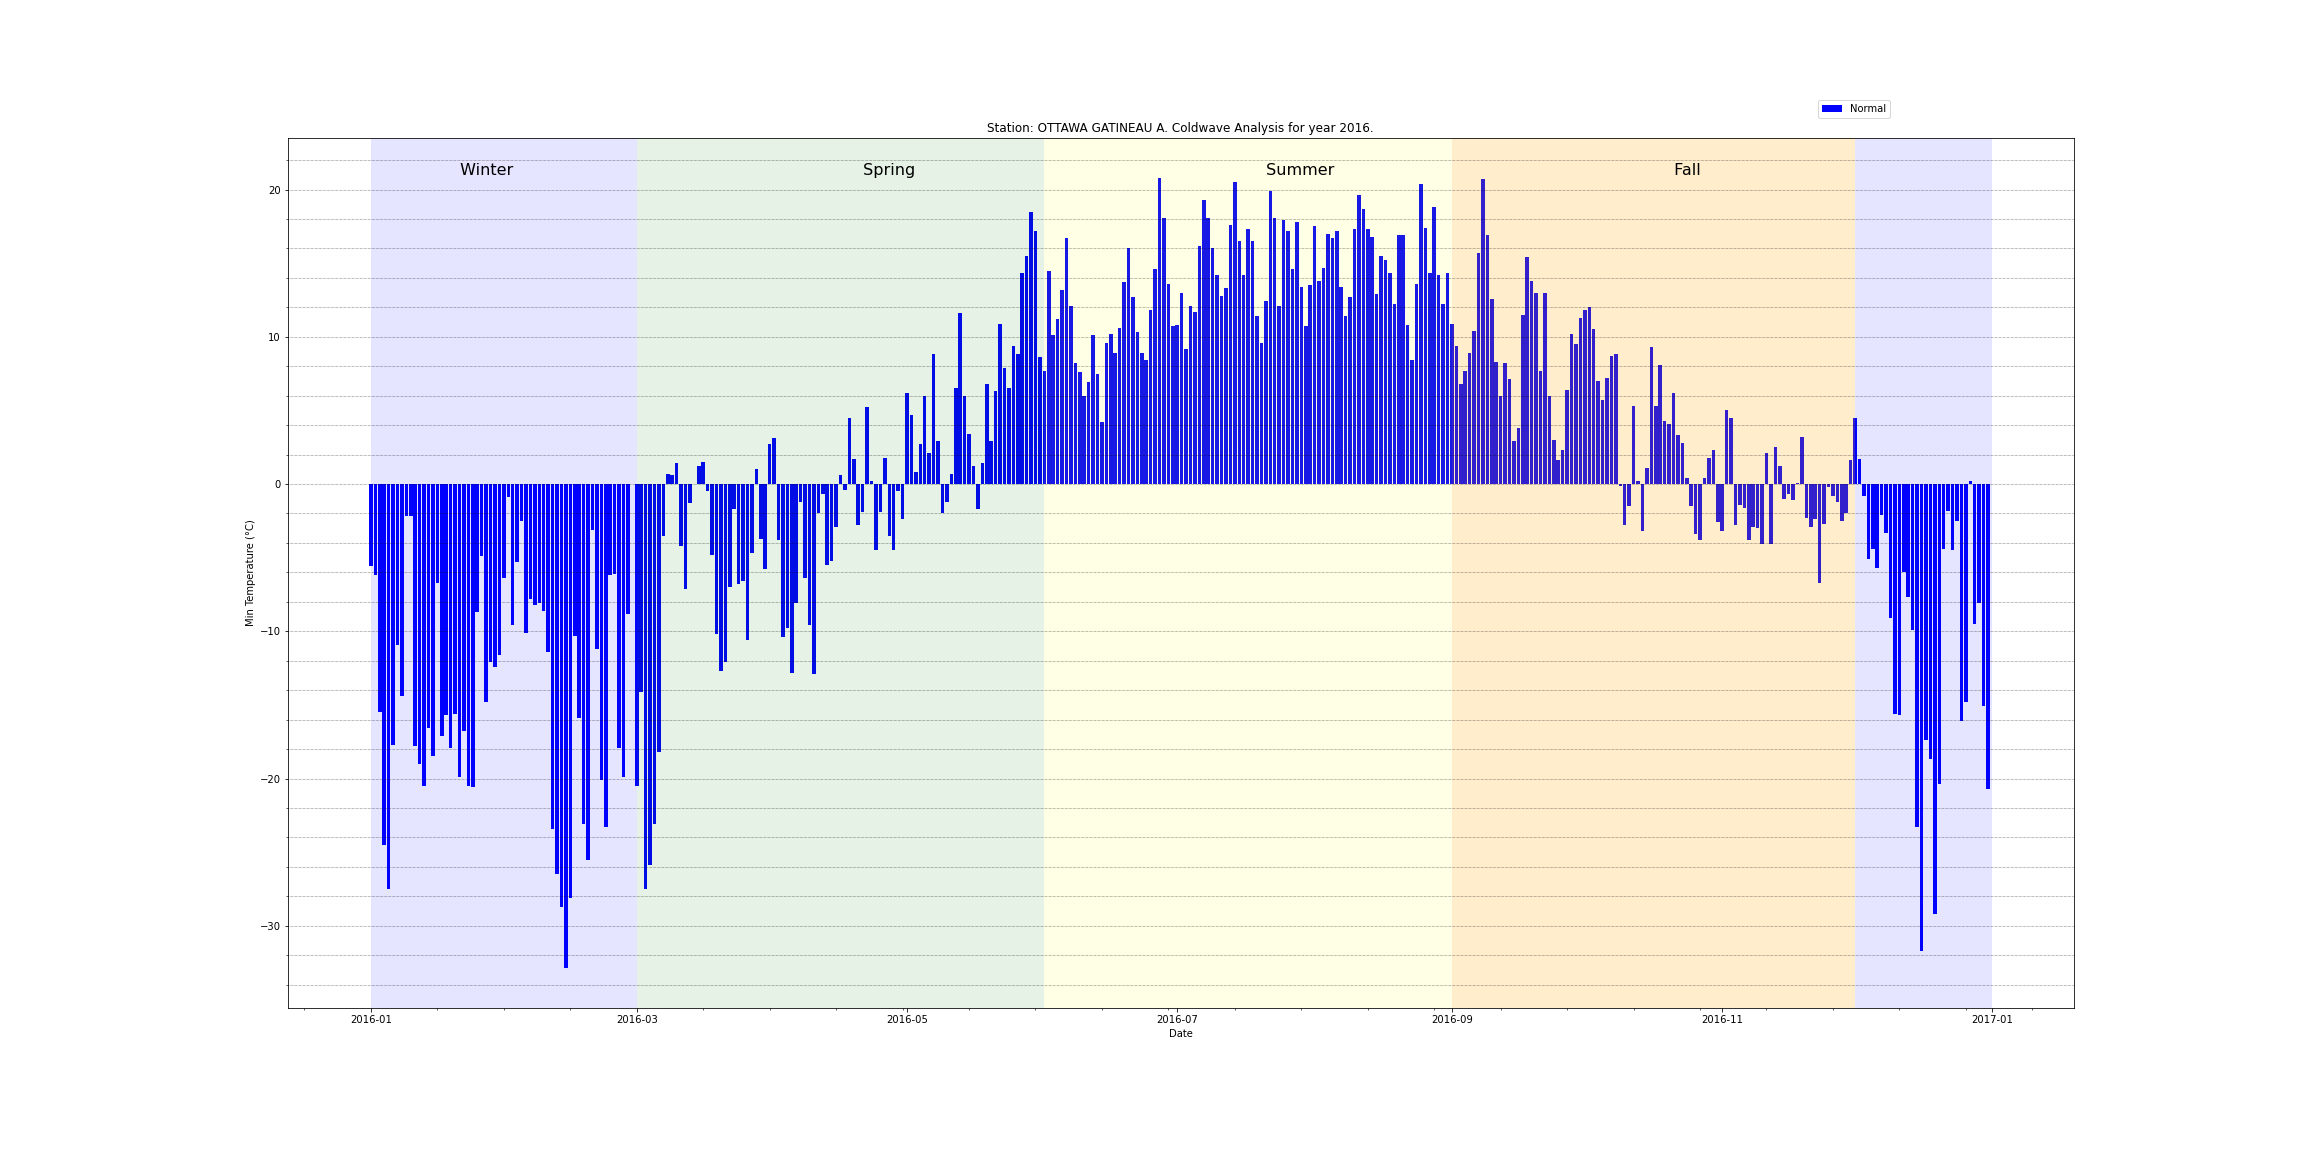 Normal
Station: OTTAWA GATINEAU A. Coldwave Analysis for year 2016.
Winter Spring Summer Fall
20
10
0
−10
−20
−30
Min Temperature (°C)
2016-01 2016-03 2016-05 2016-07 2016-09 2016-11 2017-01
Date